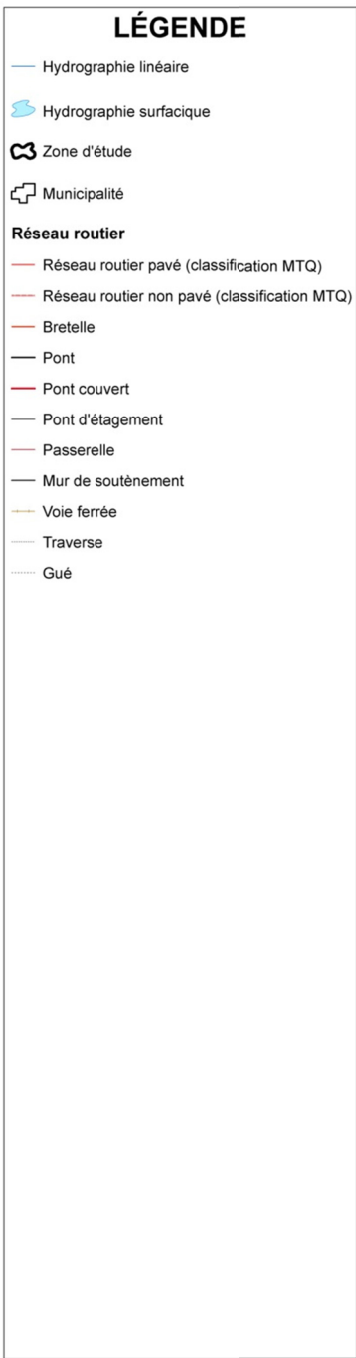 LÉGENDE
Hydrographie linéaire
Hydrographie surfacique
Zone d'étude
Municipalité
Réseau routier
Réseau routier pavé (classification MTQ)
Réseau routier non pavé (classification MTQ)
Bretelle
Pont
Pont couvert
Pont d'étagement
Passerelle
Mur de soutènement
Voie ferrée
Traverse
Gué